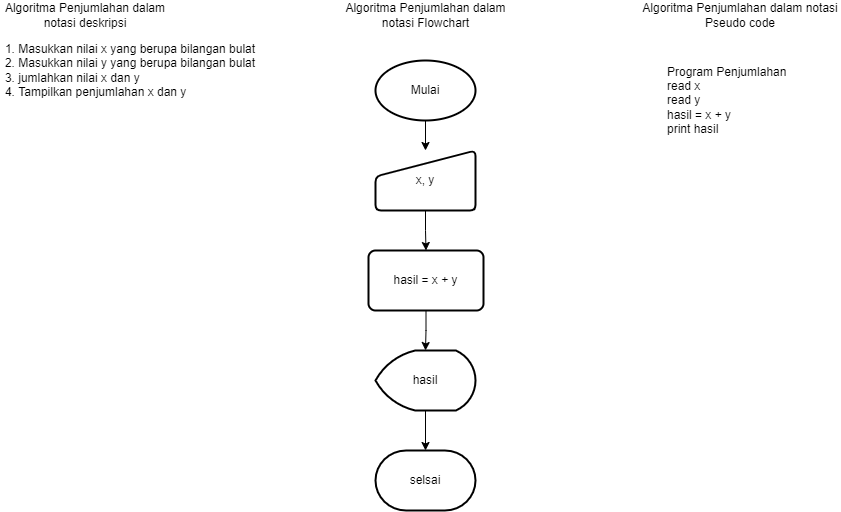 Algoritma Penjumlahan dalam
notasi deskripsi
1. Masukkan nilai x yang berupa bilangan bulat
2. Masukkan nilai y yang berupa bilangan bulat
3. jumlahkan nilai x dan y
4. Tampilkan penjumlahan x dan y
Algoritma Penjumlahan dalam
notasi Flowchart
Mulai
x, y
hasil = x + y
hasil
selsai
Algoritma Penjumlahan dalam notasi
Pseudo code
Program Penjumlahan
read x
read y
hasil = x + y
print hasil